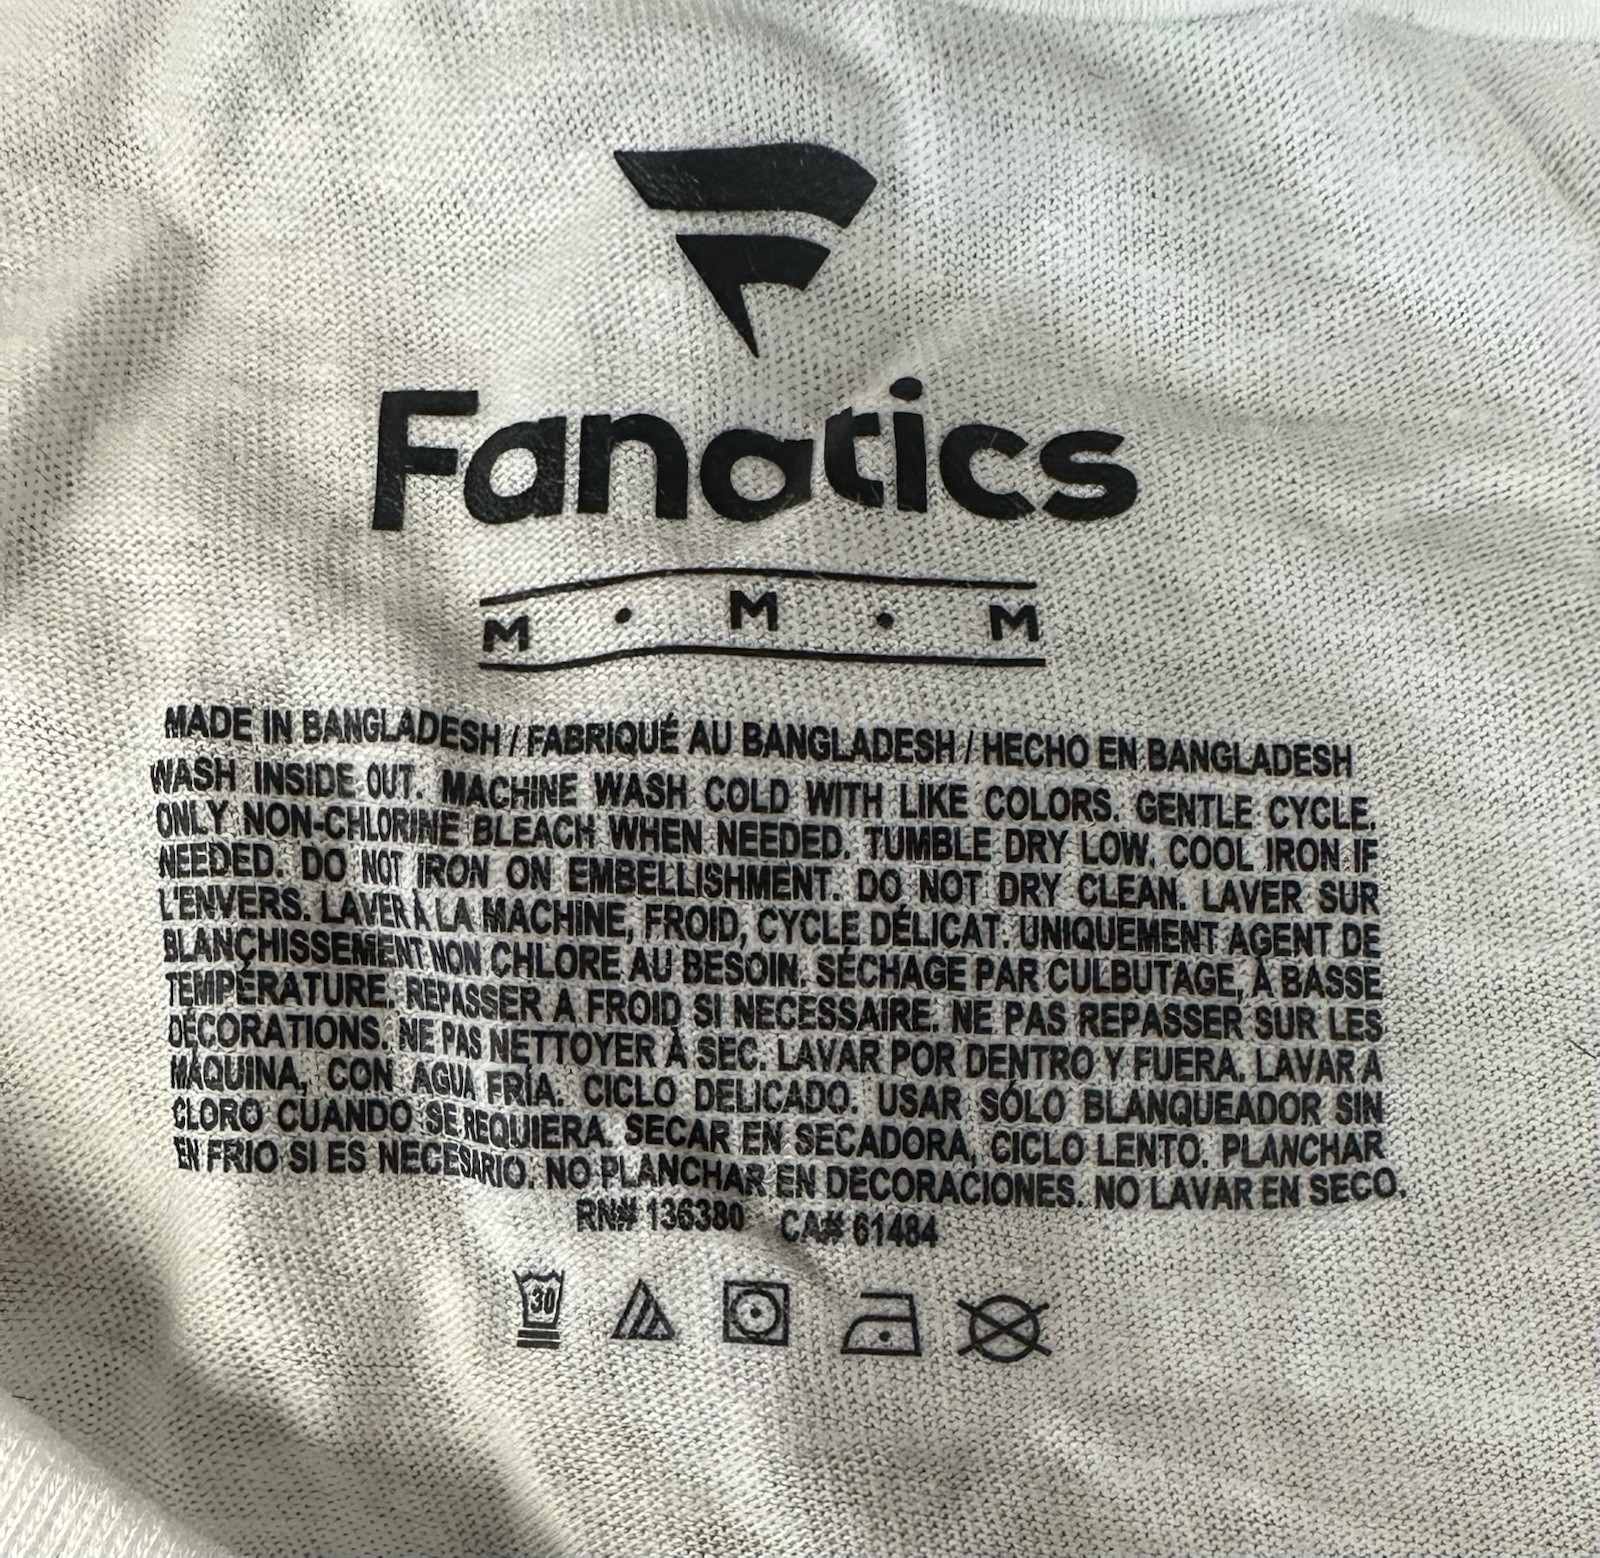 Fanatics
M • M • M
MADE IN BANGLADESH / FABRIQUÉ AU BANGLADESH / HECHO EN BANGLADESH
WASH INSIDE OUT. MACHINE WASH COLD WITH LIKE COLORS. GENTLE CYCLE.
ONLY NON-CHLORINE BLEACH WHEN NEEDED. TUMBLE DRY LOW. COOL IRON IF
NEEDED. DO NOT IRON ON EMBELLISHMENT. DO NOT DRY CLEAN. LAVER SUR
L'ENVERS. LAVER À LA MACHINE, FROID, CYCLE DÉLICAT. UNIQUEMENT AGENT DE
BLANCHISSEMENT NON CHLORE AU BESOIN. SÉCHAGE PAR CULBUTAGE, À BASSE
TEMPÉRATURE. REPASSER A FROID SI NECESSAIRE. NE PAS REPASSER SUR LES
DÉCORATIONS. NE PAS NETTOYER À SEC. LAVAR POR DENTRO Y FUERA. LAVAR A
MÁQUINA, CON AGUA FRÍA. CICLO DELICADO. USAR SÓLO BLANQUEADOR SIN
CLORO CUANDO SE REQUIERA. SECAR EN SECADORA, CICLO LENTO. PLANCHAR
EN FRIO SI ES NECESARIO. NO PLANCHAR EN DECORACIONES. NO LAVAR EN SECO.
RN# 136380 CA# 61484
30